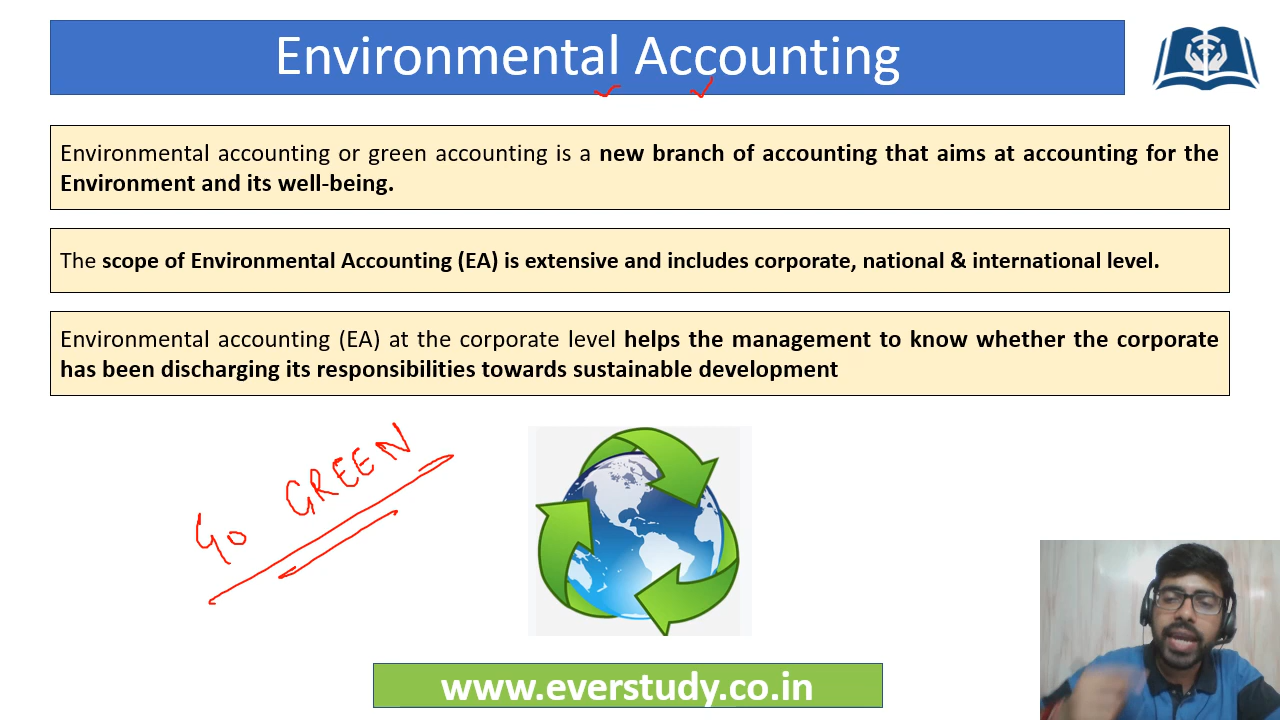 Environmental Accounting
Environmental accounting or green accounting is a new branch of accounting that aims at accounting for the
Environment and its well-being.
The scope of Environmental Accounting (EA) is extensive and includes corporate, national & international level.
Environmental accounting (EA) at the corporate level helps the management to know whether the corporate
has been discharging its responsibilities towards sustainable development
Go GREEN
www.everstudy.co.in